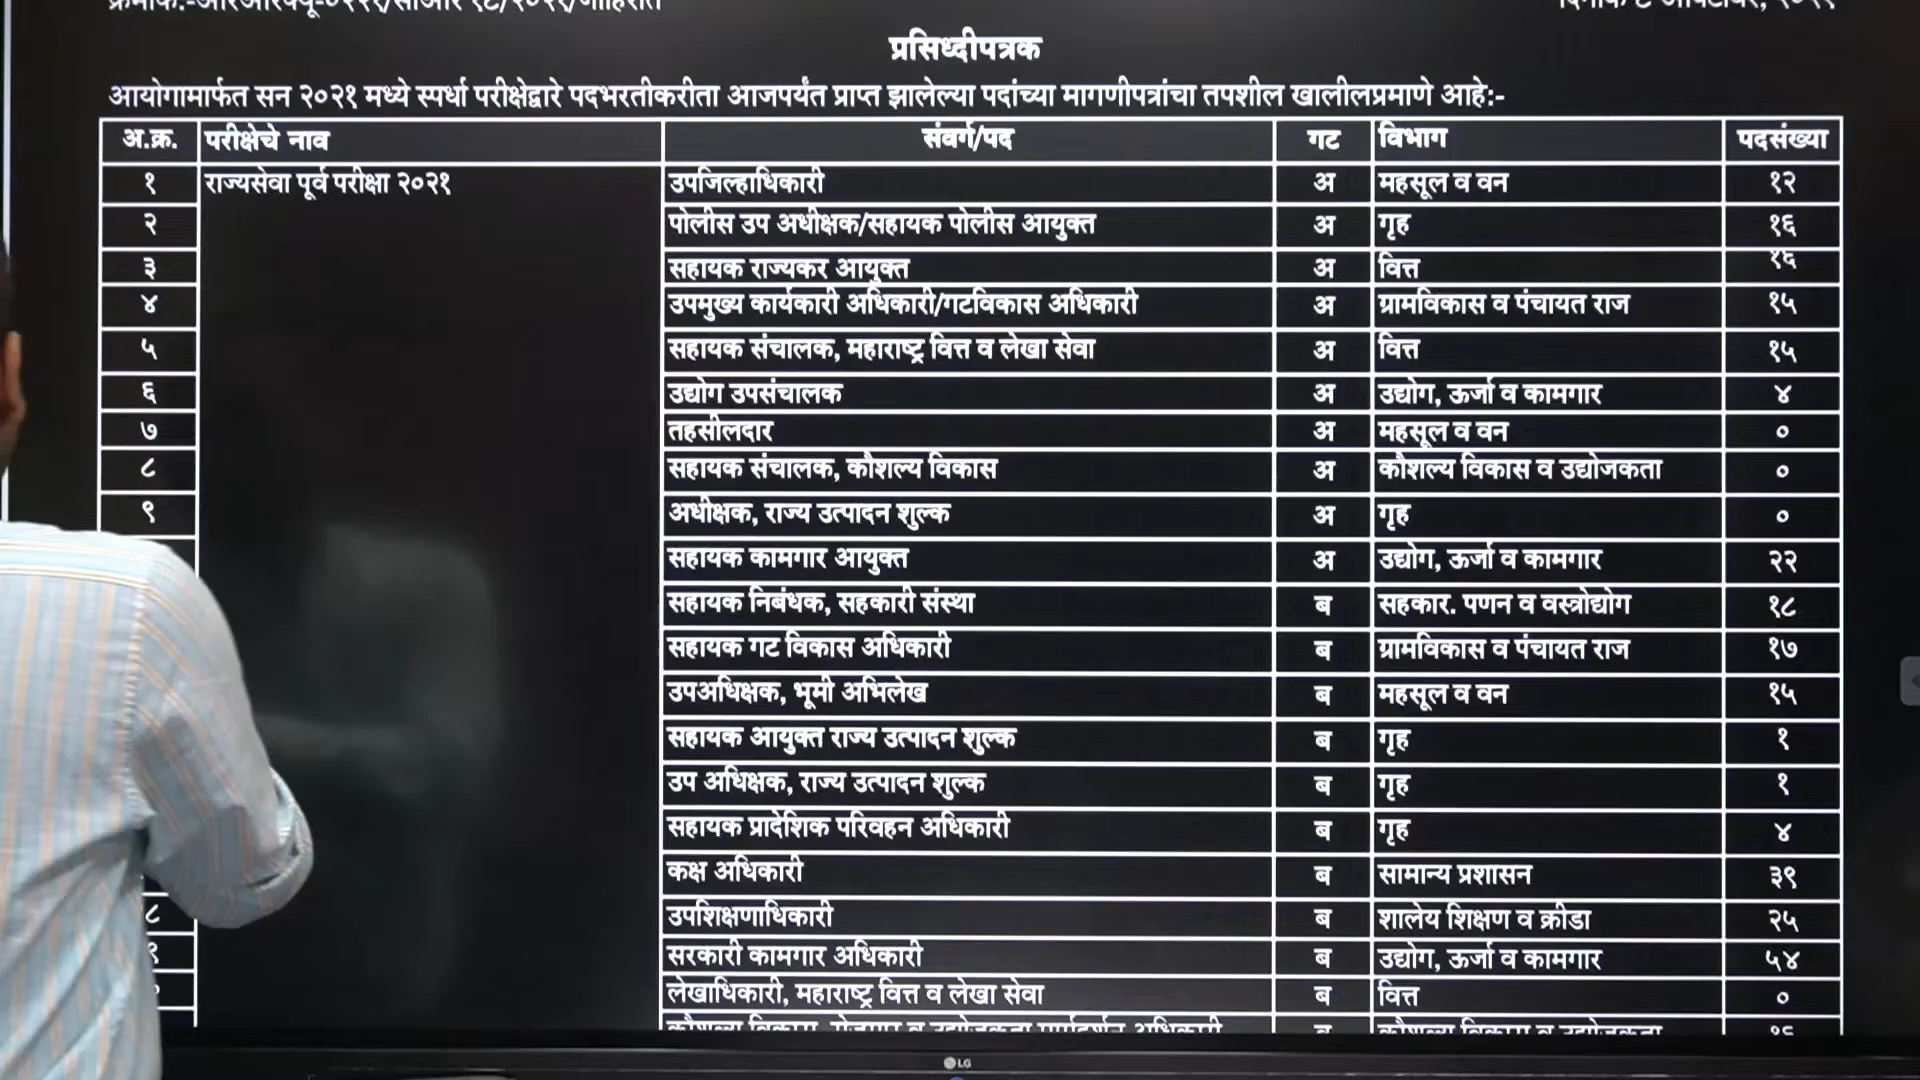 प्रसिध्दीपत्रक
आयोगामार्फत सन २०२१ मध्ये स्पर्धा परीक्षेद्वारे पदभरतीकरीता आजपर्यंत प्राप्त झालेल्या पदांच्या मागणीपत्रांचा तपशील खालीलप्रमाणे आहे:-
अ.क्र. परीक्षेचे नाव संवर्ग/पद गट विभाग पदसंख्या
१ राज्यसेवा पूर्व परीक्षा २०२१ उपजिल्हाधिकारी अ महसूल व वन १२
२ पोलीस उप अधीक्षक/सहायक पोलीस आयुक्त अ गृह १६
३ सहायक राज्यकर आयुक्त अ वित्त १६
४ उपमुख्य कार्यकारी अधिकारी/गटविकास अधिकारी अ ग्रामविकास व पंचायत राज १५
५ सहायक संचालक, महाराष्ट्र वित्त व लेखा सेवा अ वित्त १५
६ उद्योग उपसंचालक अ उद्योग, ऊर्जा व कामगार ४
७ तहसीलदार अ महसूल व वन ०
८ सहायक संचालक, कौशल्य विकास अ कौशल्य विकास व उद्योजकता ०
९ अधीक्षक, राज्य उत्पादन शुल्क अ गृह ०
सहायक कामगार आयुक्त अ उद्योग, ऊर्जा व कामगार २२
सहायक निबंधक, सहकारी संस्था ब सहकार. पणन व वस्त्रोद्योग १८
सहायक गट विकास अधिकारी ब ग्रामविकास व पंचायत राज १७
उपअधिक्षक, भूमी अभिलेख ब महसूल व वन १५
सहायक आयुक्त राज्य उत्पादन शुल्क ब गृह १
उप अधिक्षक, राज्य उत्पादन शुल्क ब गृह १
सहायक प्रादेशिक परिवहन अधिकारी ब गृह ४
कक्ष अधिकारी ब सामान्य प्रशासन ३९
८ उपशिक्षणाधिकारी ब शालेय शिक्षण व क्रीडा २५
सरकारी कामगार अधिकारी ब उद्योग, ऊर्जा व कामगार ५४
लेखाधिकारी, महाराष्ट्र वित्त व लेखा सेवा ब वित्त ०
LG